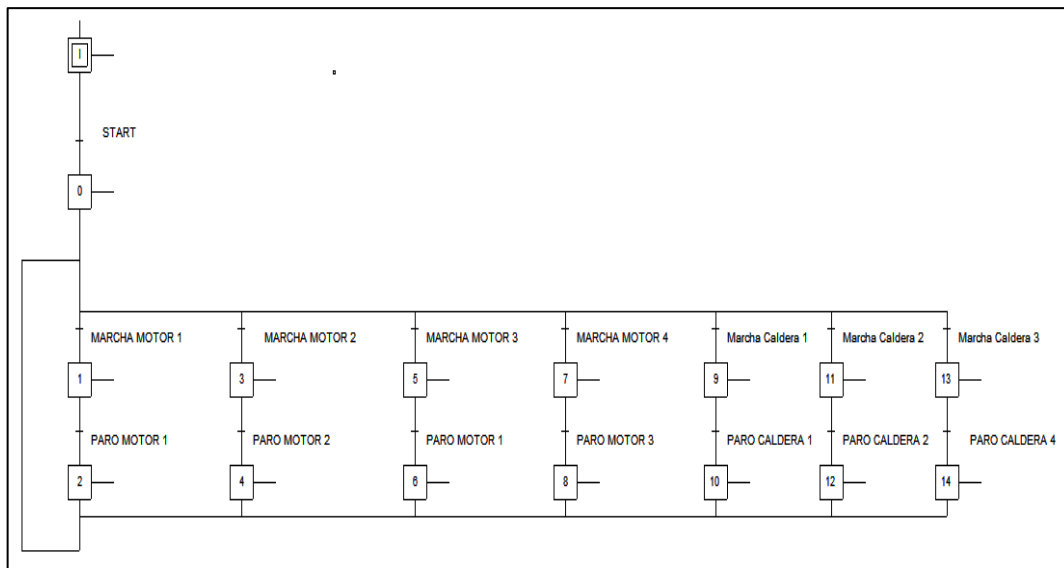 I
START
0
MARCHA MOTOR 1
MARCHA MOTOR 2
MARCHA MOTOR 3
MARCHA MOTOR 4
Marcha Caldera 1
Marcha Caldera 2
Marcha Caldera 3
1
3
5
7
9
11
13
PARO MOTOR 1
PARO MOTOR 2
PARO MOTOR 1
PARO MOTOR 3
PARO CALDERA 1
PARO CALDERA 2
PARO CALDERA 4
2
4
6
8
10
12
14